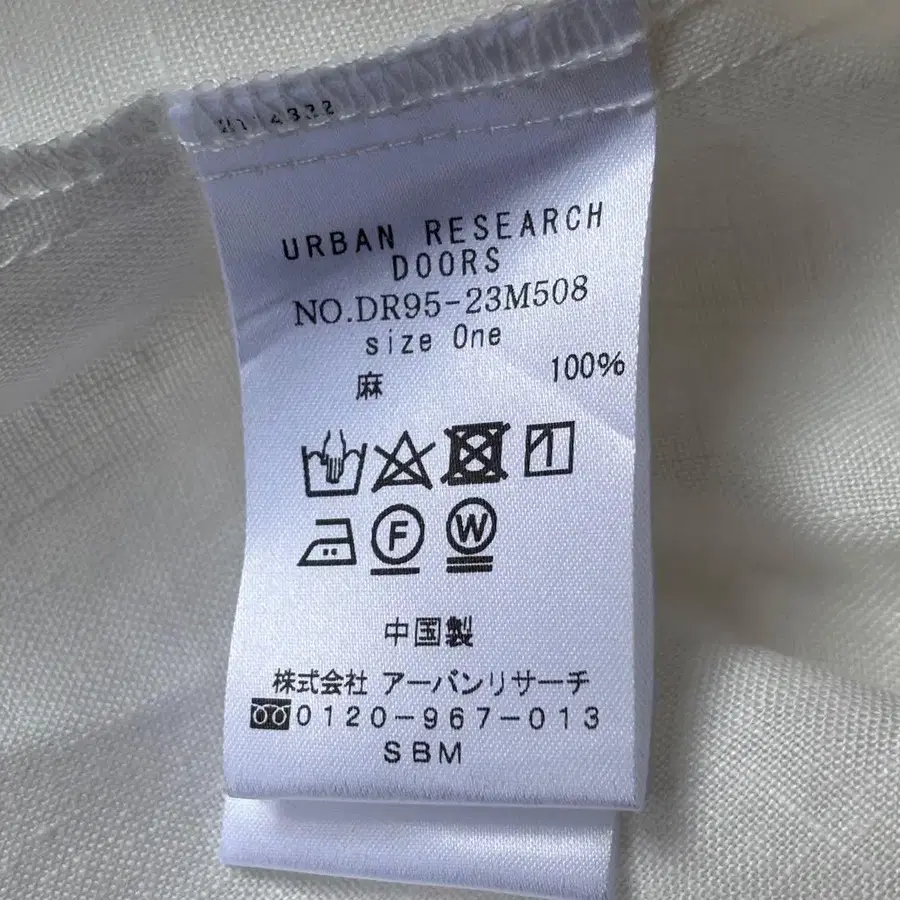 URBAN RESEARCH
DOORS
NO.DR95-23M508
size One
麻 100%
F W
中国製
株式会社 アーバンリサーチ
0120-967-013
SBM